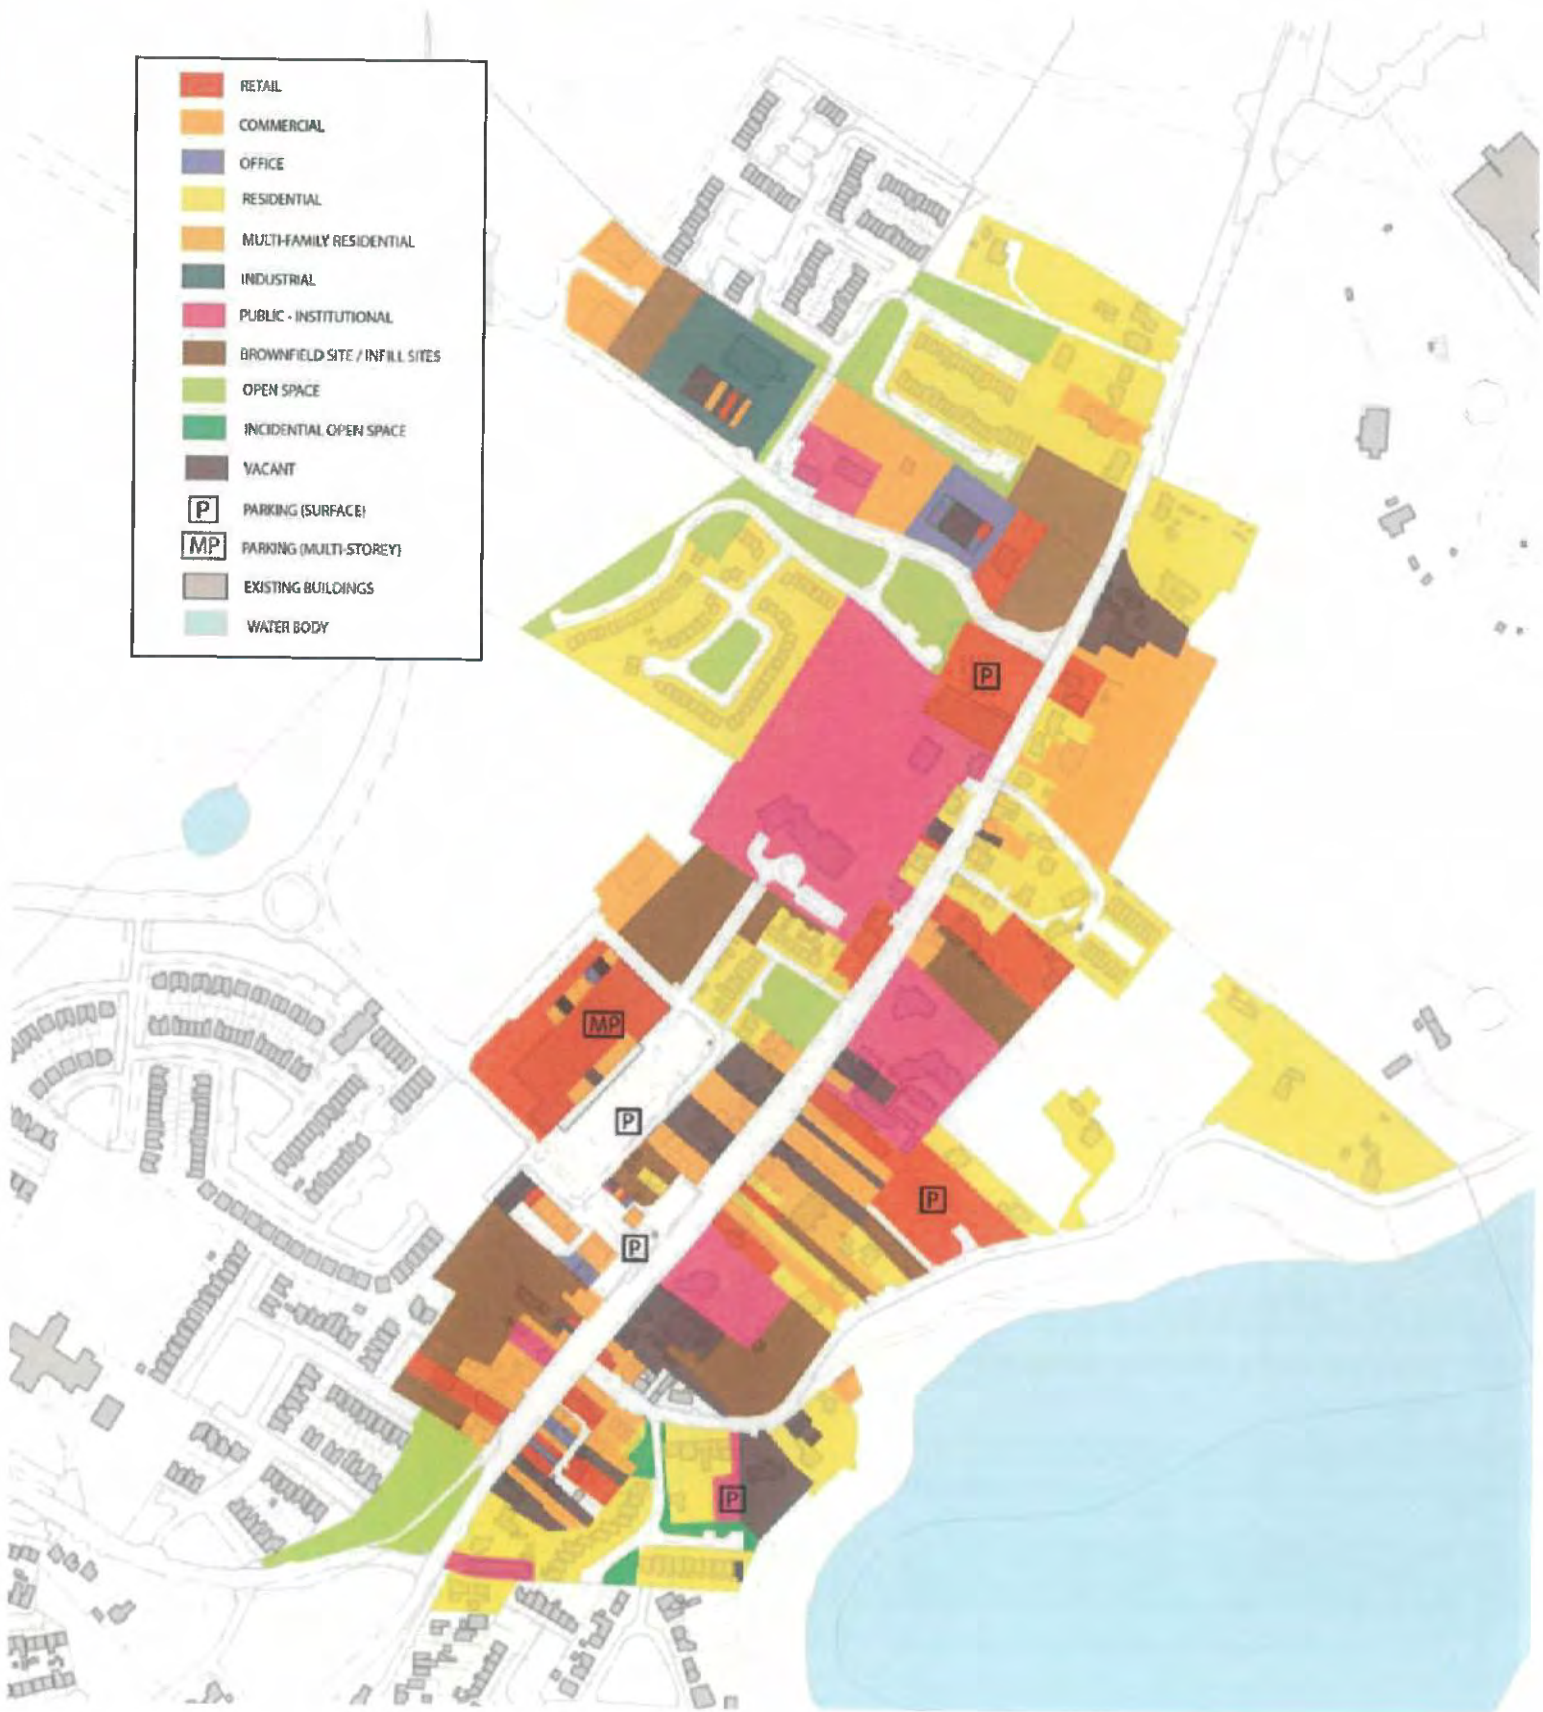 RETAIL
COMMERCIAL
OFFICE
RESIDENTIAL
MULTI-FAMILY RESIDENTIAL
INDUSTRIAL
PUBLIC - INSTITUTIONAL
BROWNFIELD SITE / INFILL SITES
OPEN SPACE
INCIDENTIAL OPEN SPACE
VACANT
P PARKING (SURFACE)
MP PARKING (MULTI-STOREY)
EXISTING BUILDINGS
WATER BODY
P
MP
P
P
P
P